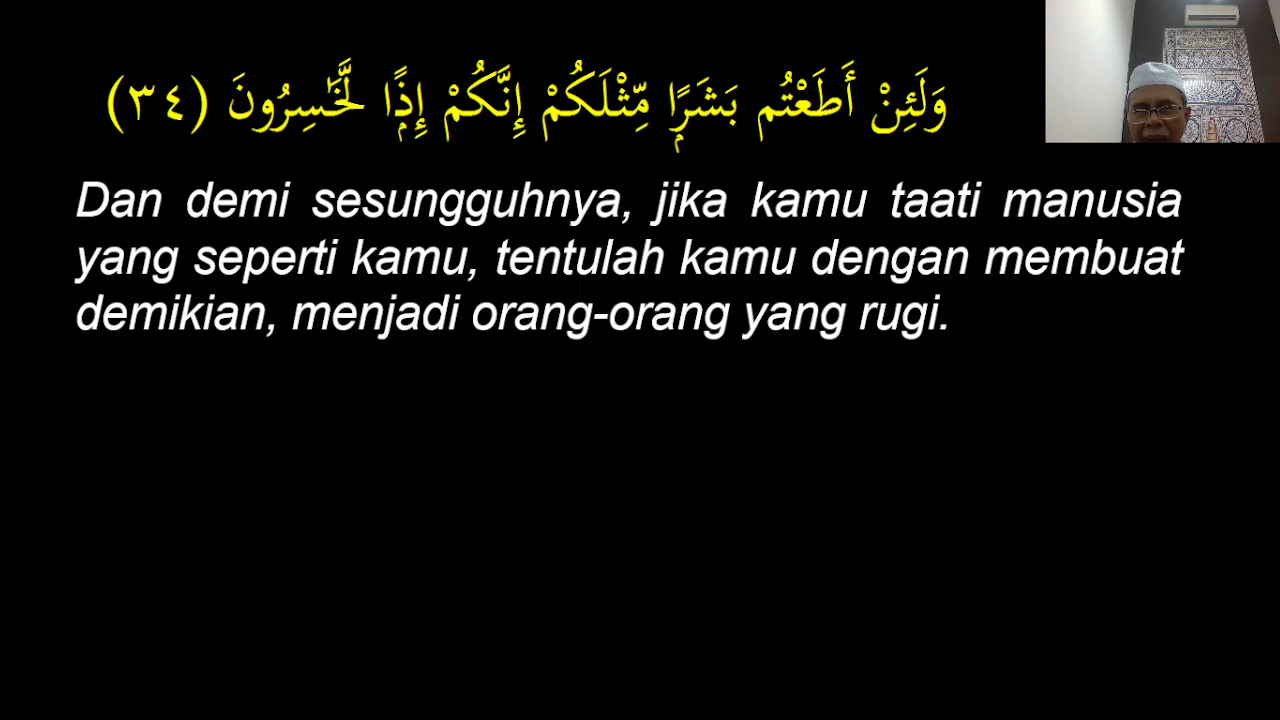 وَلَئِنْ أَطَعْتُم بَشَرًۭا مِّثْلَكُمْ إِنَّكُمْ إِذًۭا لَّخَـٰسِرُونَ (٣٤)
Dan demi sesungguhnya, jika kamu taati manusia
yang seperti kamu, tentulah kamu dengan membuat
demikian, menjadi orang-orang yang rugi.